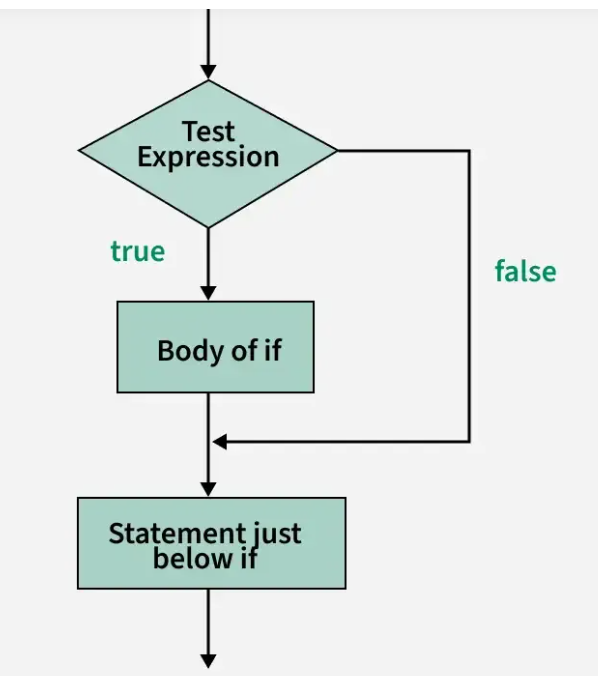 Test
Expression
true
false
Body of if
Statement just
below if